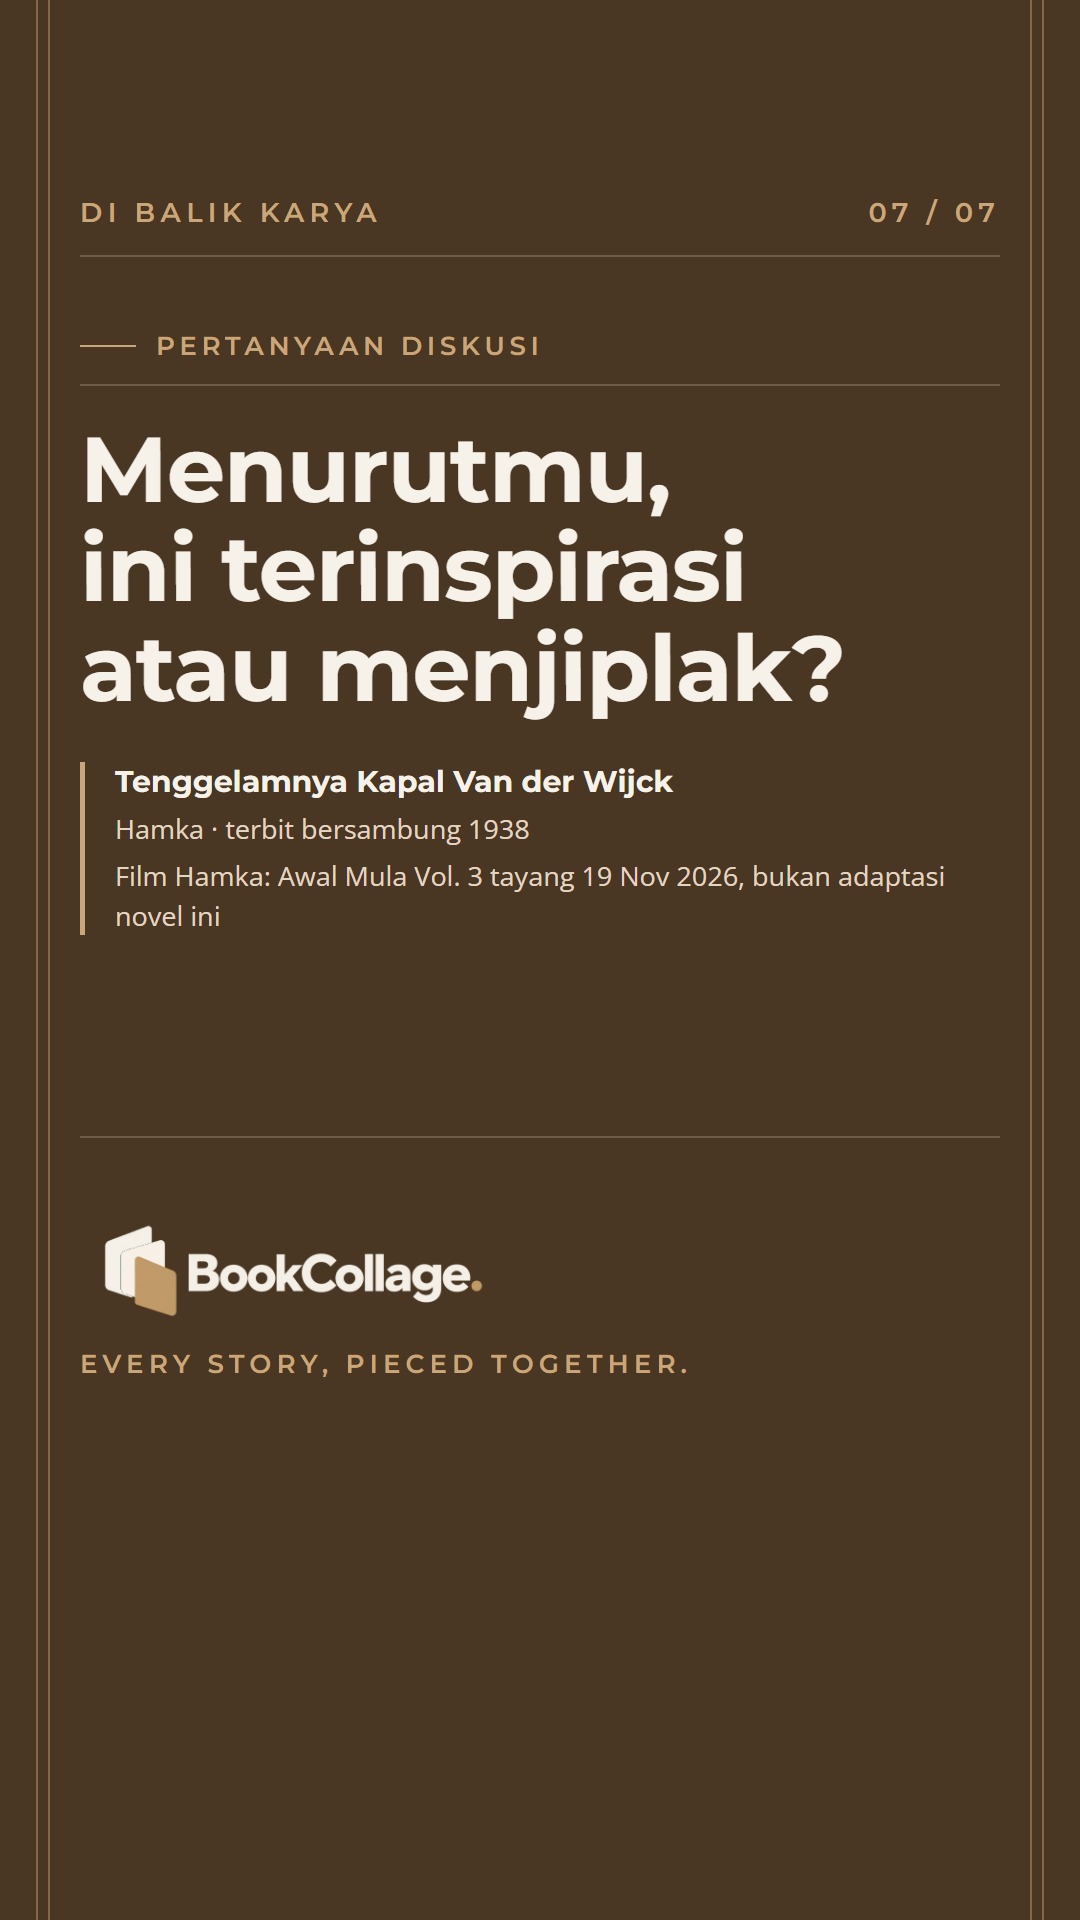 DI BALIK KARYA
07 / 07
PERTANYAAN DISKUSI
Menurutmu,
ini terinspirasi
atau menjiplak?
Tenggelamnya Kapal Van der Wijck
Hamka · terbit bersambung 1938
Film Hamka: Awal Mula Vol. 3 tayang 19 Nov 2026, bukan adaptasi
novel ini
BookCollage.
EVERY STORY, PIECED TOGETHER.